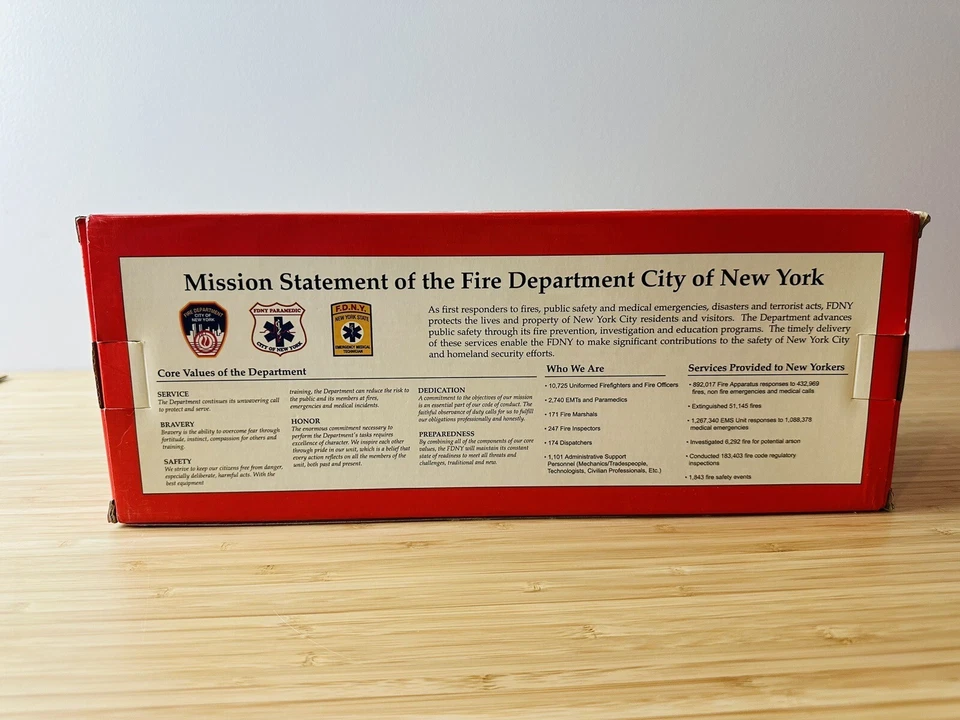 Mission Statement of the Fire Department City of New York
FIRE DEPARTMENT
CITY OF
NEW YORK
FDNY PARAMEDIC
CITY OF NEW YORK
F.D.N.Y.
NEW YORK STATE
EMERGENCY MEDICAL
TECHNICIAN
As first responders to fires, public safety and medical emergencies, disasters and terrorist acts, FDNY
protects the lives and property of New York City residents and visitors. The Department advances
public safety through its fire prevention, investigation and education programs. The timely delivery
of these services enable the FDNY to make significant contributions to the safety of New York City
and homeland security efforts.
Core Values of the Department
SERVICE
The Department continues its unwavering call
to protect and serve.
BRAVERY
Bravery is the ability to overcome fear through
fortitude, instinct, compassion for others and
training.
SAFETY
We strive to keep our citizens free from danger,
especially deliberate, harmful acts. With the
best equipment
training, the Department can reduce the risk to
the public and its members at fires,
emergencies and medical incidents.
HONOR
The enormous commitment necessary to
perform the Department's tasks requires
excellence of character. We inspire each other
through pride in our unit, which is a belief that
every action reflects on all the members of the
unit, both past and present.
DEDICATION
A commitment to the objectives of our mission
is an essential part of our code of conduct. The
faithful observance of duty calls for us to fulfill
our obligations professionally and honestly.
PREPAREDNESS
By combining all of the components of our core
values, the FDNY will maintain its constant
state of readiness to meet all threats and
challenges, traditional and new.
Who We Are
• 10,725 Uniformed Firefighters and Fire Officers
• 2,740 EMTs and Paramedics
• 171 Fire Marshals
• 247 Fire Inspectors
• 174 Dispatchers
• 1,101 Administrative Support
Personnel (Mechanics/Tradespeople,
Technologists, Civilian Professionals, Etc.)
Services Provided to New Yorkers
• 892,017 Fire Apparatus responses to 432,969
fires, non fire emergencies and medical calls
• Extinguished 51,145 fires
• 1,267,340 EMS Unit responses to 1,088,378
medical emergencies
• Investigated 6,292 fire for potential arson
• Conducted 183,403 fire code regulatory
inspections
• 1,843 fire safety events